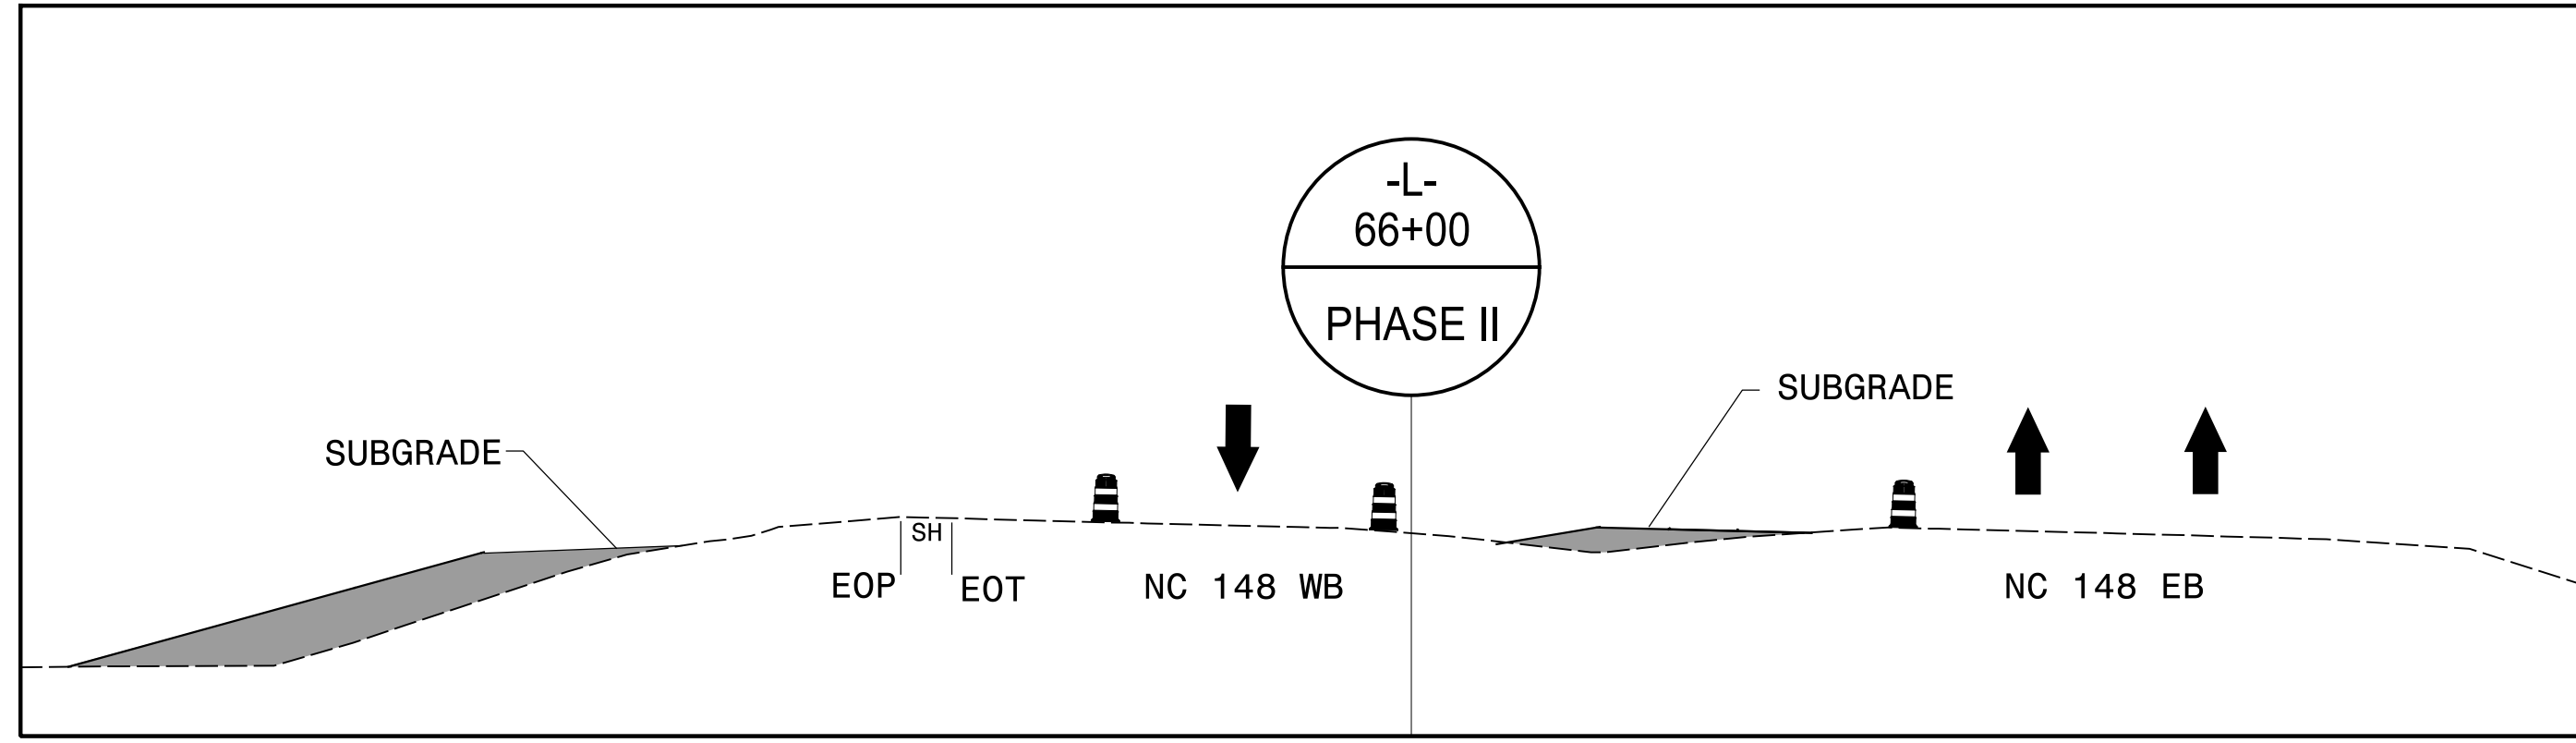 -L-
66+00
PHASE II
SUBGRADE
SUBGRADE
SH
EOP
EOT
NC 148 WB
NC 148 EB